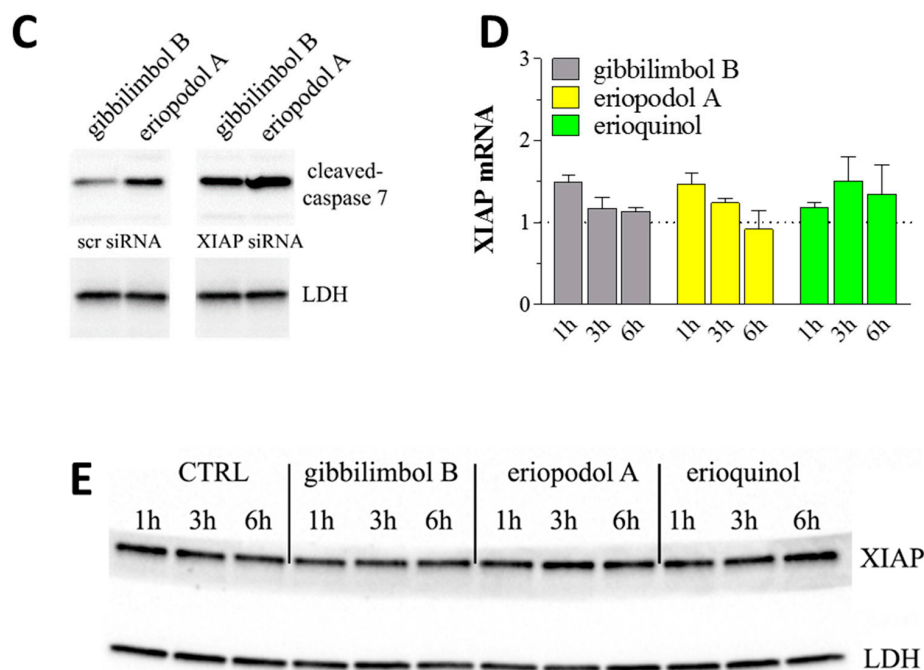 C
gibbilimbol B
eriopodol A
gibbilimbol B
eriopodol A
cleaved-
caspase 7
scr siRNA
XIAP siRNA
LDH
D
XIAP mRNA
3
2
1
0
gibbilimbol B
eriopodol A
erioquinol
1h 3h 6h 1h 3h 6h 1h 3h 6h
E
CTRL gibbilimbol B eriopodol A erioquinol
1h 3h 6h 1h 3h 6h 1h 3h 6h 1h 3h 6h
XIAP
LDH